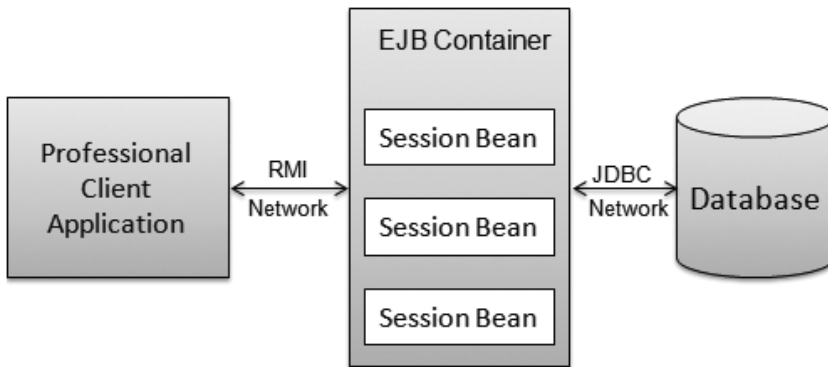 EJB Container
Professional
Client
Application
RMI
Network
Session Bean
Session Bean
Session Bean
JDBC
Network
Database